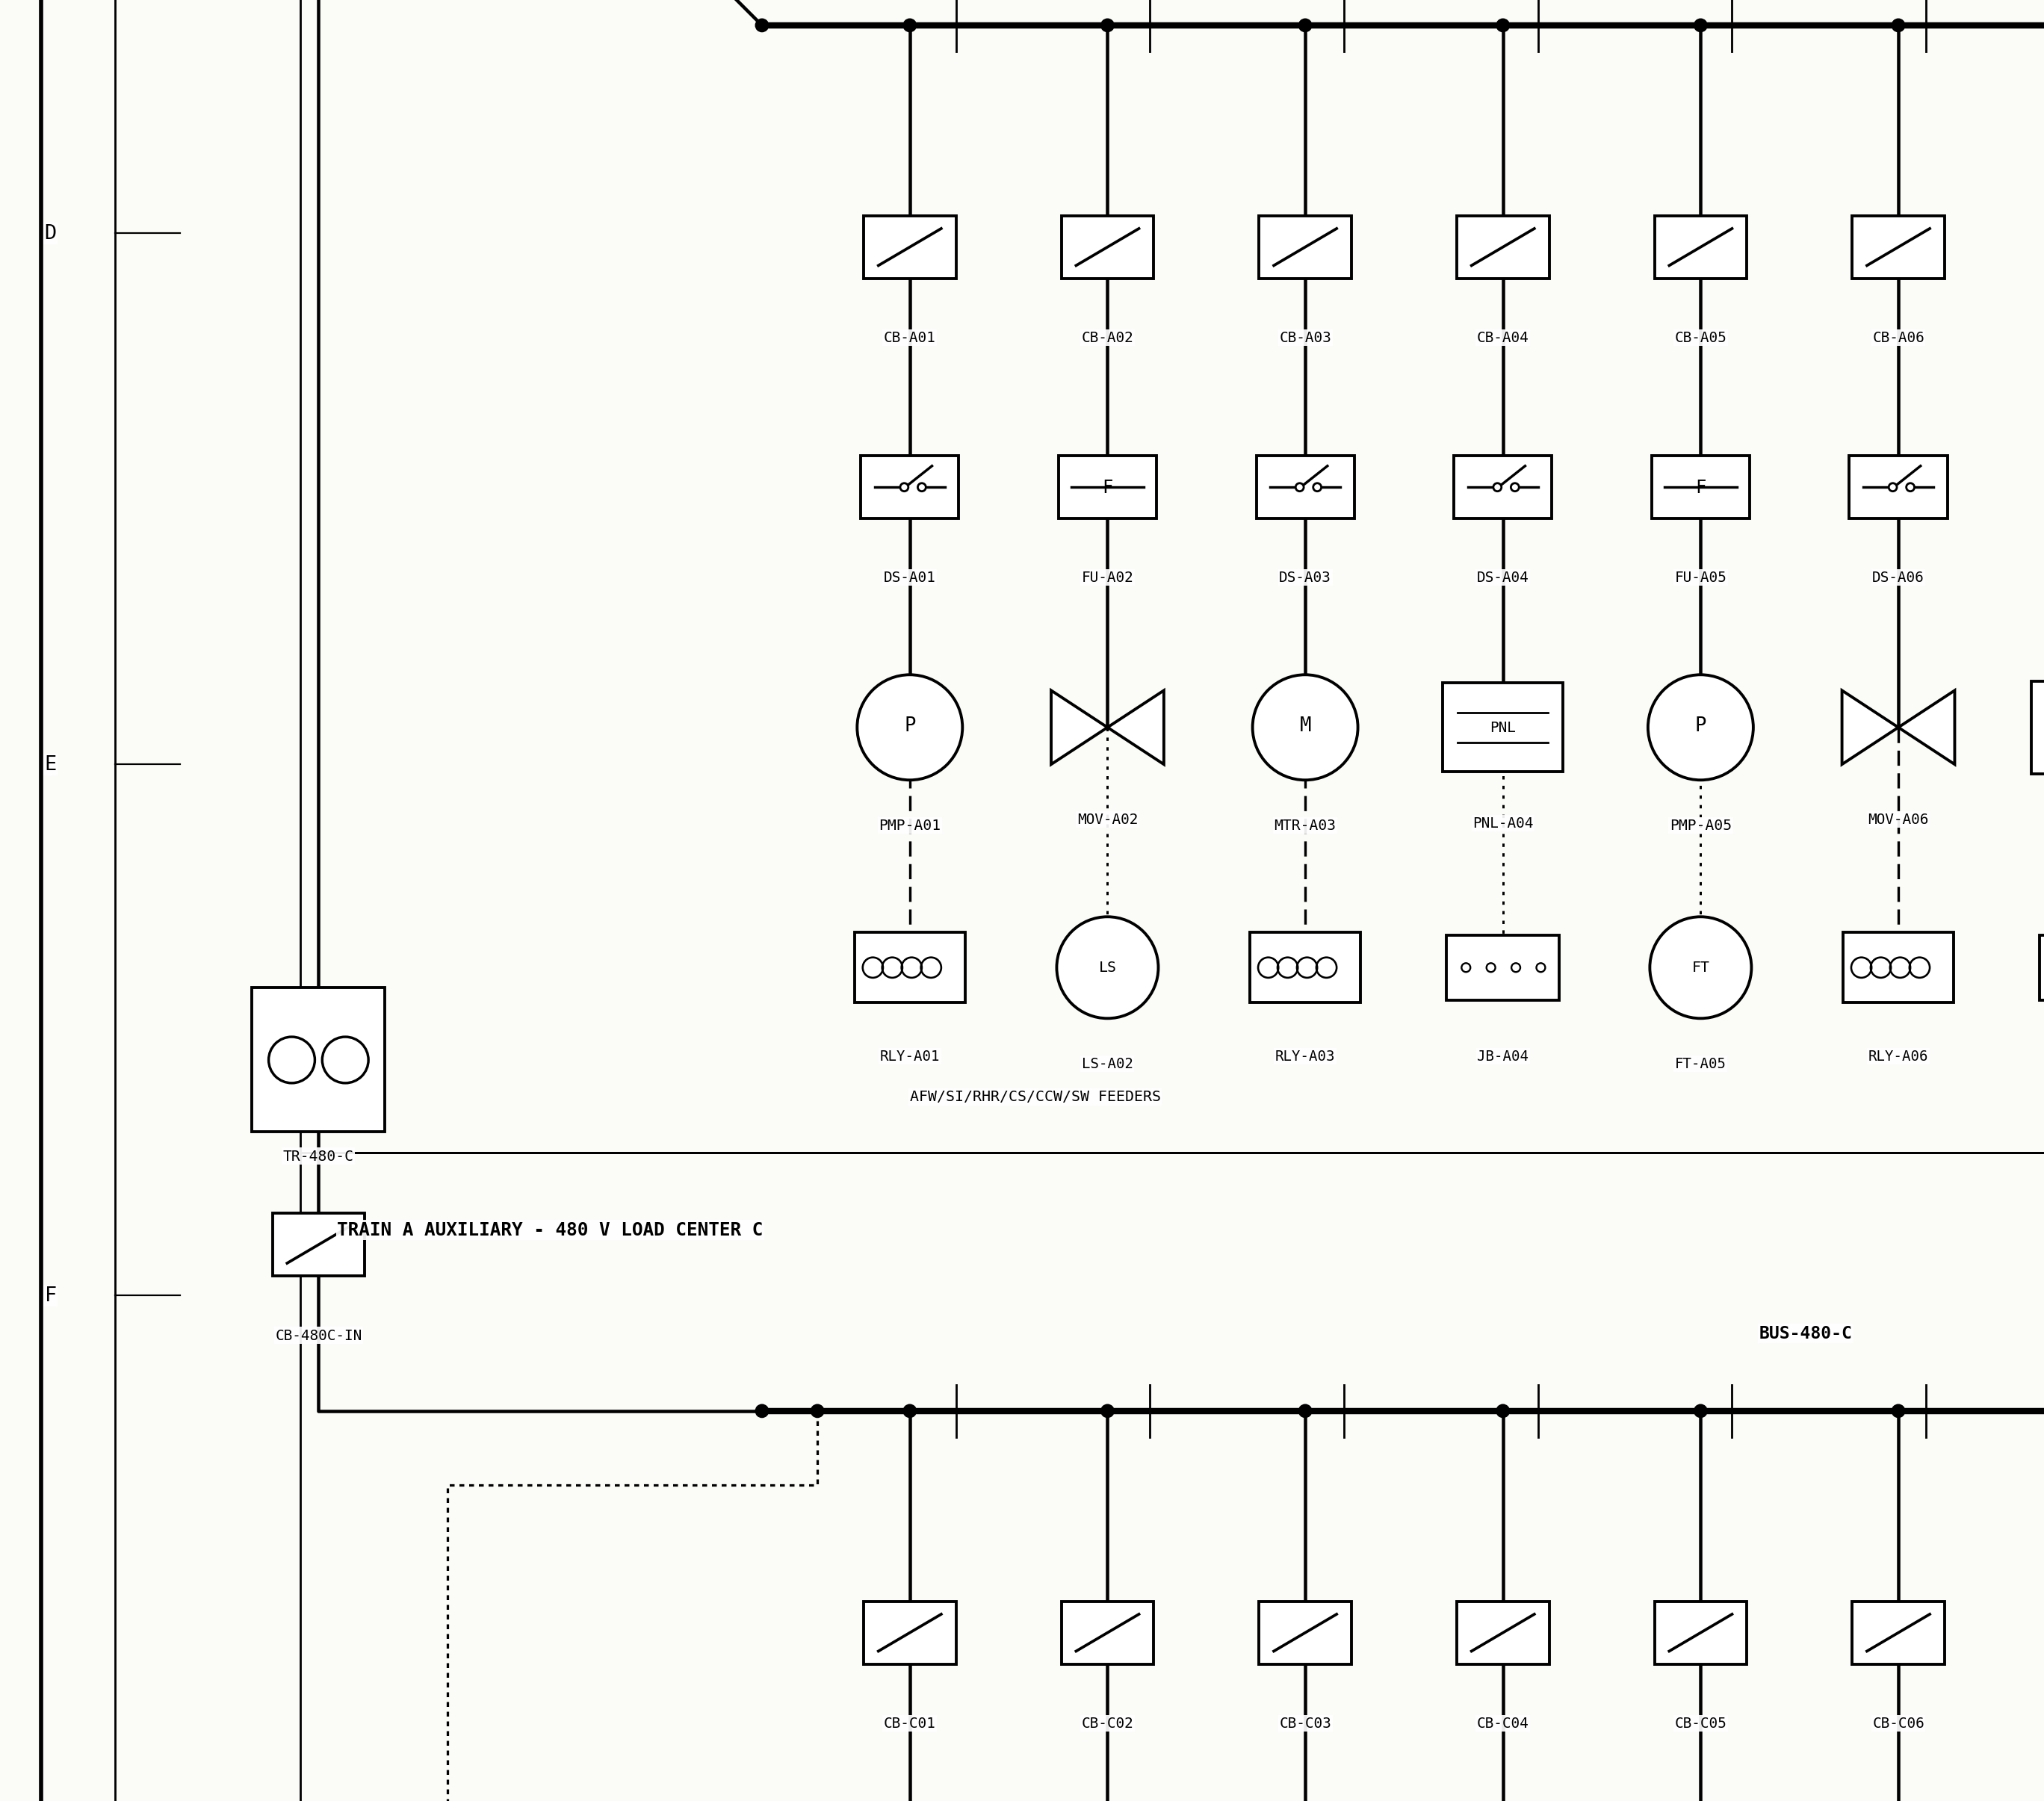 D
CB-A01 CB-A02 CB-A03 CB-A04 CB-A05 CB-A06
F F
DS-A01 FU-A02 DS-A03 DS-A04 FU-A05 DS-A06
P M PNL P
E
PMP-A01 MOV-A02 MTR-A03 PNL-A04 PMP-A05 MOV-A06
LS FT
RLY-A01 LS-A02 RLY-A03 JB-A04 FT-A05 RLY-A06
AFW/SI/RHR/CS/CCW/SW FEEDERS
TR-480-C
TRAIN A AUXILIARY - 480 V LOAD CENTER C
F
CB-480C-IN
BUS-480-C
CB-C01 CB-C02 CB-C03 CB-C04 CB-C05 CB-C06